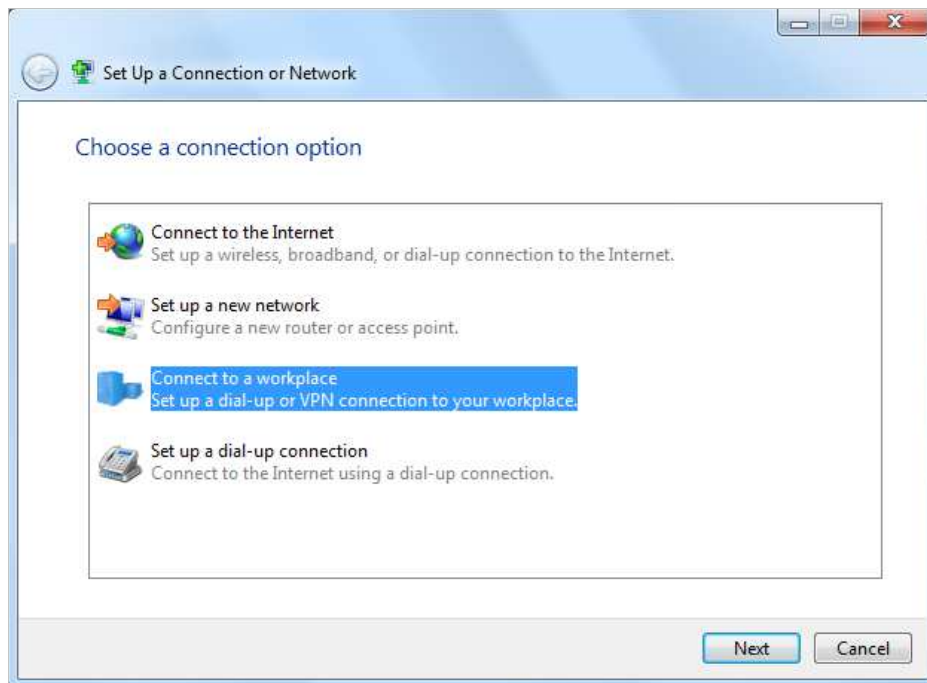 Set Up a Connection or Network
Choose a connection option
Connect to the Internet
Set up a wireless, broadband, or dial-up connection to the Internet.
Set up a new network
Configure a new router or access point.
Connect to a workplace
Set up a dial-up or VPN connection to your workplace.
Set up a dial-up connection
Connect to the Internet using a dial-up connection.
Next
Cancel